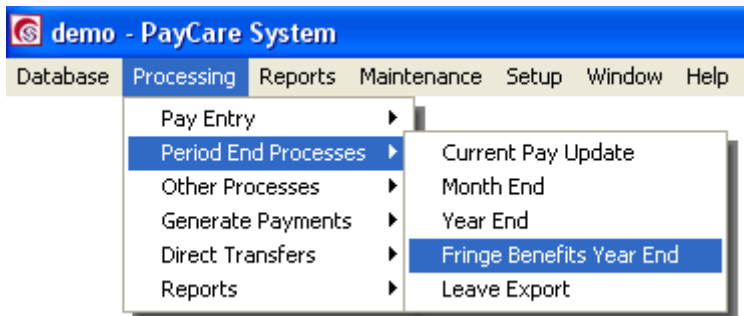 demo - PayCare System
Database Processing Reports Maintenance Setup Window Help
Pay Entry
Period End Processes
Other Processes
Generate Payments
Direct Transfers
Reports
Current Pay Update
Month End
Year End
Fringe Benefits Year End
Leave Export